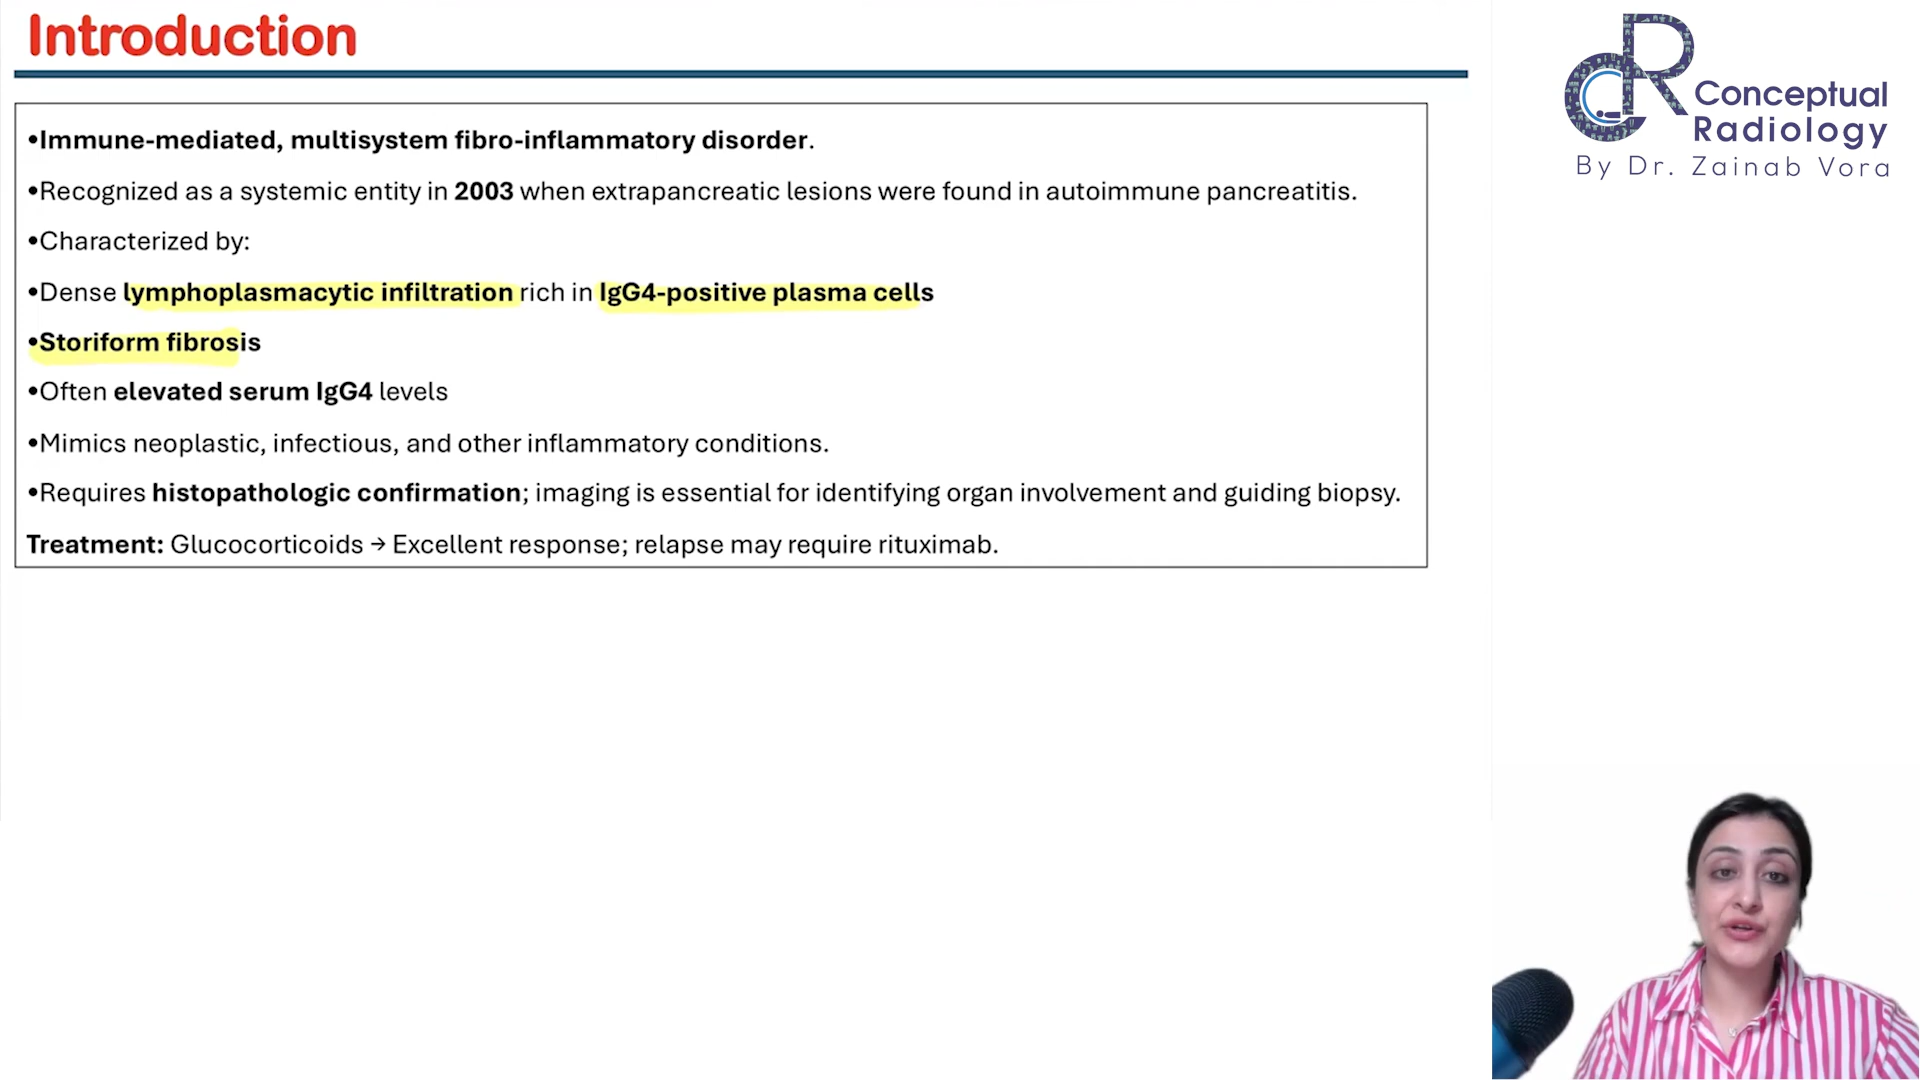 Introduction
•Immune-mediated, multisystem fibro-inflammatory disorder.
•Recognized as a systemic entity in 2003 when extrapancreatic lesions were found in autoimmune pancreatitis.
•Characterized by:
•Dense lymphoplasmacytic infiltration rich in IgG4-positive plasma cells
•Storiform fibrosis
•Often elevated serum IgG4 levels
•Mimics neoplastic, infectious, and other inflammatory conditions.
•Requires histopathologic confirmation; imaging is essential for identifying organ involvement and guiding biopsy.
Treatment: Glucocorticoids → Excellent response; relapse may require rituximab.
CR
Conceptual
Radiology
By Dr. Zainab Vora